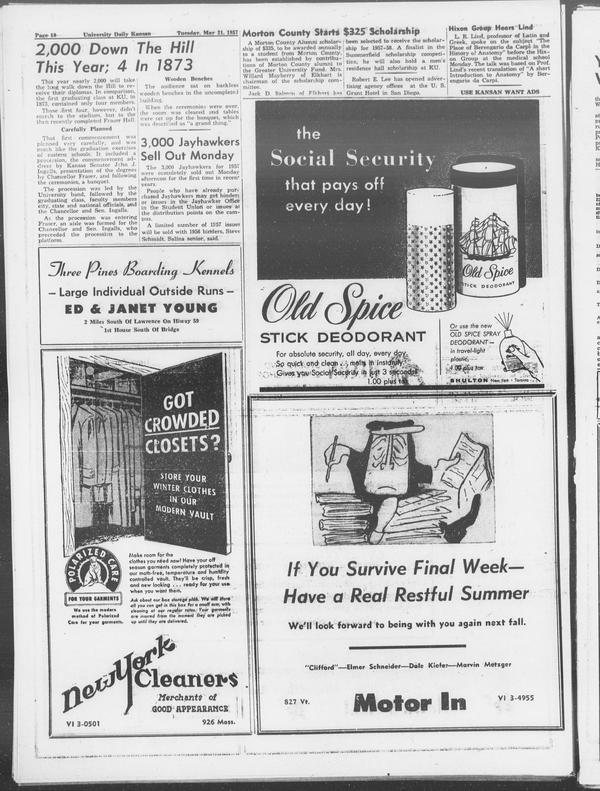 Page 10 University Daily Kansan Tuesday, May 21, 1957
2,000 Down The Hill
This Year; 4 In 1873
This year nearly 2,000 will take
the long walk down the Hill to re-
ceive their diplomas. In comparison,
the first graduating class at KU, in
1873, contained only four members.
Those first four, however, didn't
march to the stadium, but to the
then recently completed Fraser Hall.
Carefully Planned
That first commencement was
planned very carefully, and was
much like the graduation exercises
of eastern schools. It included a
procession, the commencement ad-
dress by Kansas Senator John J.
Ingalls, presentation of the degrees
by Chancellor Fraser, and following
the ceremonies, a banquet.
The procession was led by the
University band, followed by the
graduating class, faculty members
city, state and national officials, and
the Chancellor and Sen. Ingalls.
As the procession was entering
Fraser, an aisle was formed for the
Chancellor and Sen. Ingalls, who
preceded the procession to the
platform.
Wooden Benches
The audience sat on backless
wooden benches in the uncompleted
building.
When the ceremonies were over,
the room was cleared and tables
were set up for the banquet, which
was described as "a grand thing."
3,000 Jayhawkers
Sell Out Monday
The 3,000 Jayhawkers for 1957
were completely sold out Monday
afternoon for the first time in recent
years.
People who have already pur-
chased Jayhawkers may get binders
or issues in the Jayhawker Office
in the Student Union or issues at
the distribution points on the cam-
pus.
A limited number of 1957 issues
will be sold with 1956 binders, Steve
Schmidt, Salina senior, said.
Morton County Starts $325 Scholarship
A Morton County Alumni scholar-
ship of $325, to be awarded annually
to a student from Morton County,
has been established by contribu-
tions of Morton County alumni to
the Greater University Fund. Mrs.
Willard Mayberry of Elkhart is
chairman of the scholarship com-
mittee.
Jack D. Salmon of Elkhart has
been selected to receive the scholar-
ship for 1957-58. A finalist in the
Summerfield scholarship competi-
tion, he will also hold a men's
residence hall scholarship at KU.
Robert E. Lee has opened adver-
tising agency offices at the U. S.
Grant Hotel in San Diego.
Hixon Group Hears Lind
L. R. Lind, professor of Latin and
Greek, spoke on the subject "The
Place of Berengario da Carpi in the
History of Anatomy" before the Hix-
on Group at the medical school
Monday. The talk was based on Prof.
Lind's recent translation of "A short
Introduction to Anatomy" by Ber-
engario da Carpi.
USE KANSAN WANT ADS
the
Social Security
that pays off
every day!
Old Spice
STICK DEODORANT
Old Spice
STICK DEODORANT
For absolute security, all day, every day.
So quick and clean... melts in instantly.
Gives you Social Security in just 3 seconds.
1.00 plus tax
Or use the new
OLD SPICE SPRAY
DEODORANT—
in travel-light
plastic,
plus tax
SHULTON New York • Toronto
Three Pines Boarding Kennels
– Large Individual Outside Runs –
ED & JANET YOUNG
2 Miles South Of Lawrence On Hiway 59
1st House South Of Bridge
GOT
CROWDED
CLOSETS?
STORE YOUR
WINTER CLOTHES
IN OUR
MODERN VAULT
POLARIZED CARE
FOR YOUR GARMENTS
We use the modern
method of Polarized
Care for your garments.
Make room for the
clothes you need now! Have your off
season garments completely protected in
our moth-free, temperature and humidity
controlled vault. They'll be crisp, fresh
and new looking . . . ready for your use
when you want them.
Ask about our box storage plan. We will store
all you can get in this box for a small sum, with
cleaning at our regular rates. Your garments
are insured from the moment they are picked
up until they are delivered.
New York
Cleaners
Merchants of
GOOD APPEARANCE
VI 3-0501 926 Mass.
If You Survive Final Week—
Have a Real Restful Summer
We'll look forward to being with you again next fall.
"Clifford"—Elmer Schneider—Dale Kiefer—Marvin Metzger
827 Vt. Motor In VI 3-4955